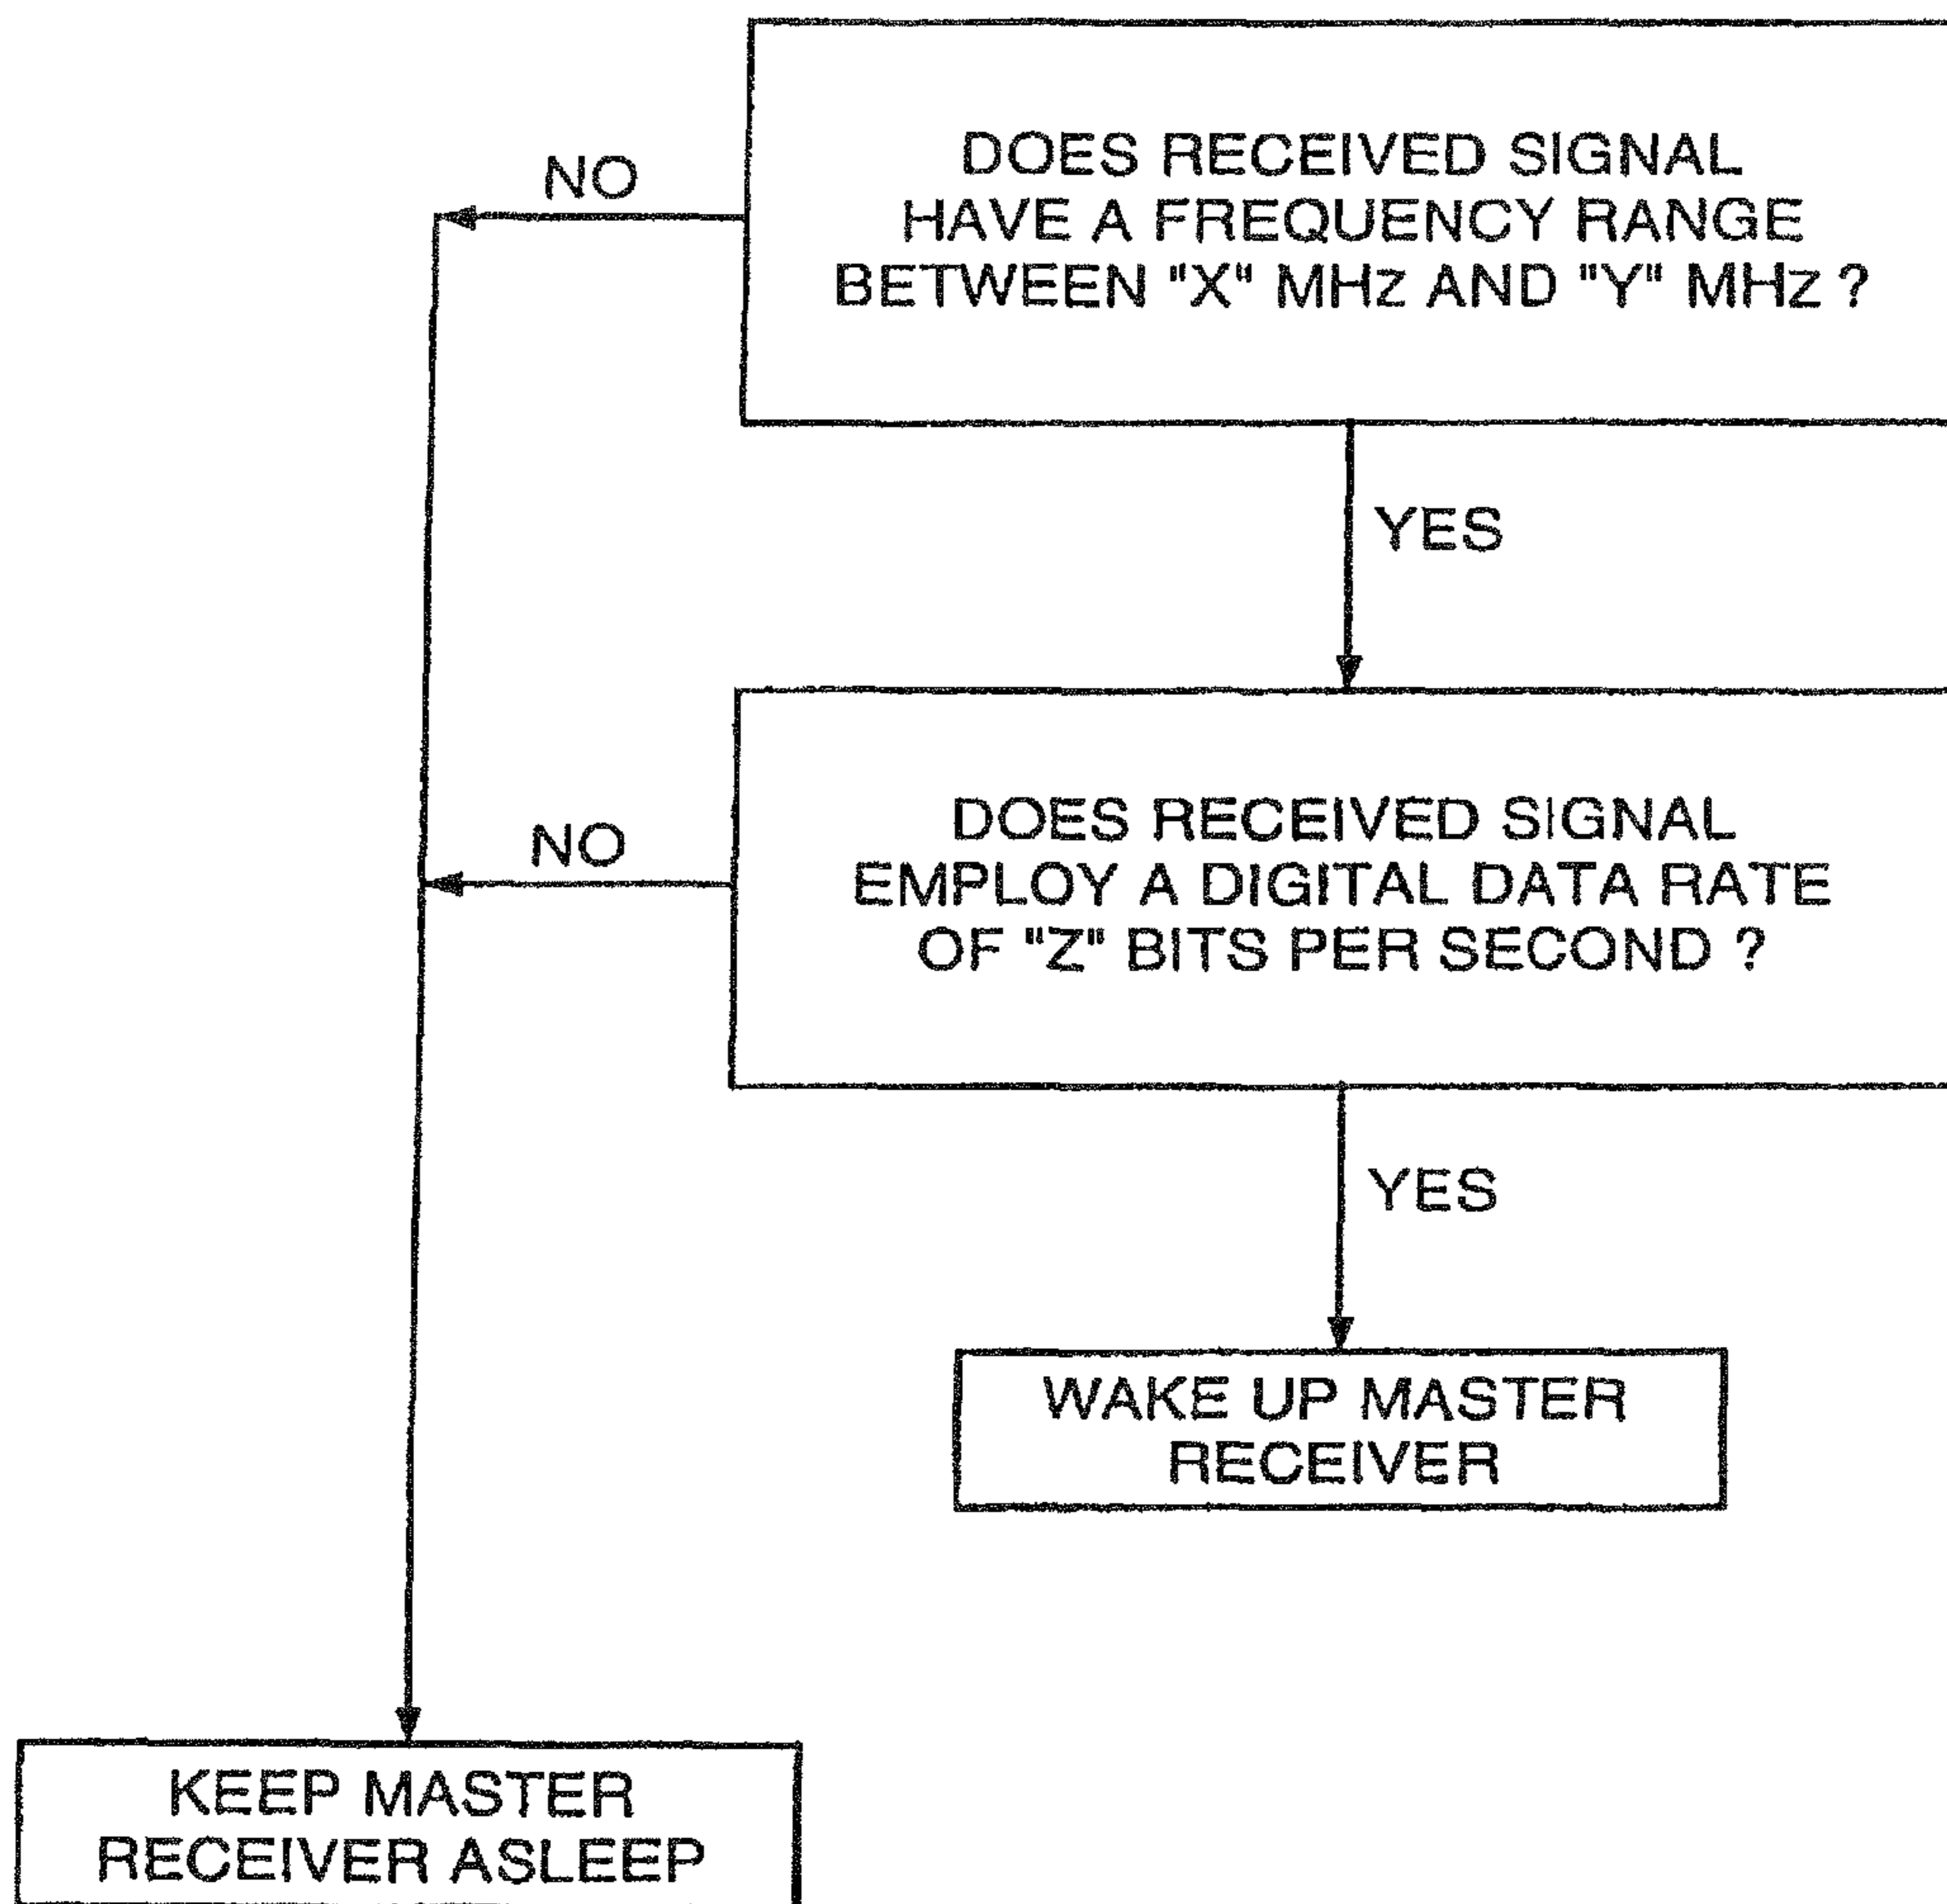 DOES RECEIVED SIGNAL
HAVE A FREQUENCY RANGE
BETWEEN "X" MHz AND "Y" MHz ?
NO
YES
DOES RECEIVED SIGNAL
EMPLOY A DIGITAL DATA RATE
OF "Z" BITS PER SECOND ?
NO
YES
WAKE UP MASTER
RECEIVER
KEEP MASTER
RECEIVER ASLEEP